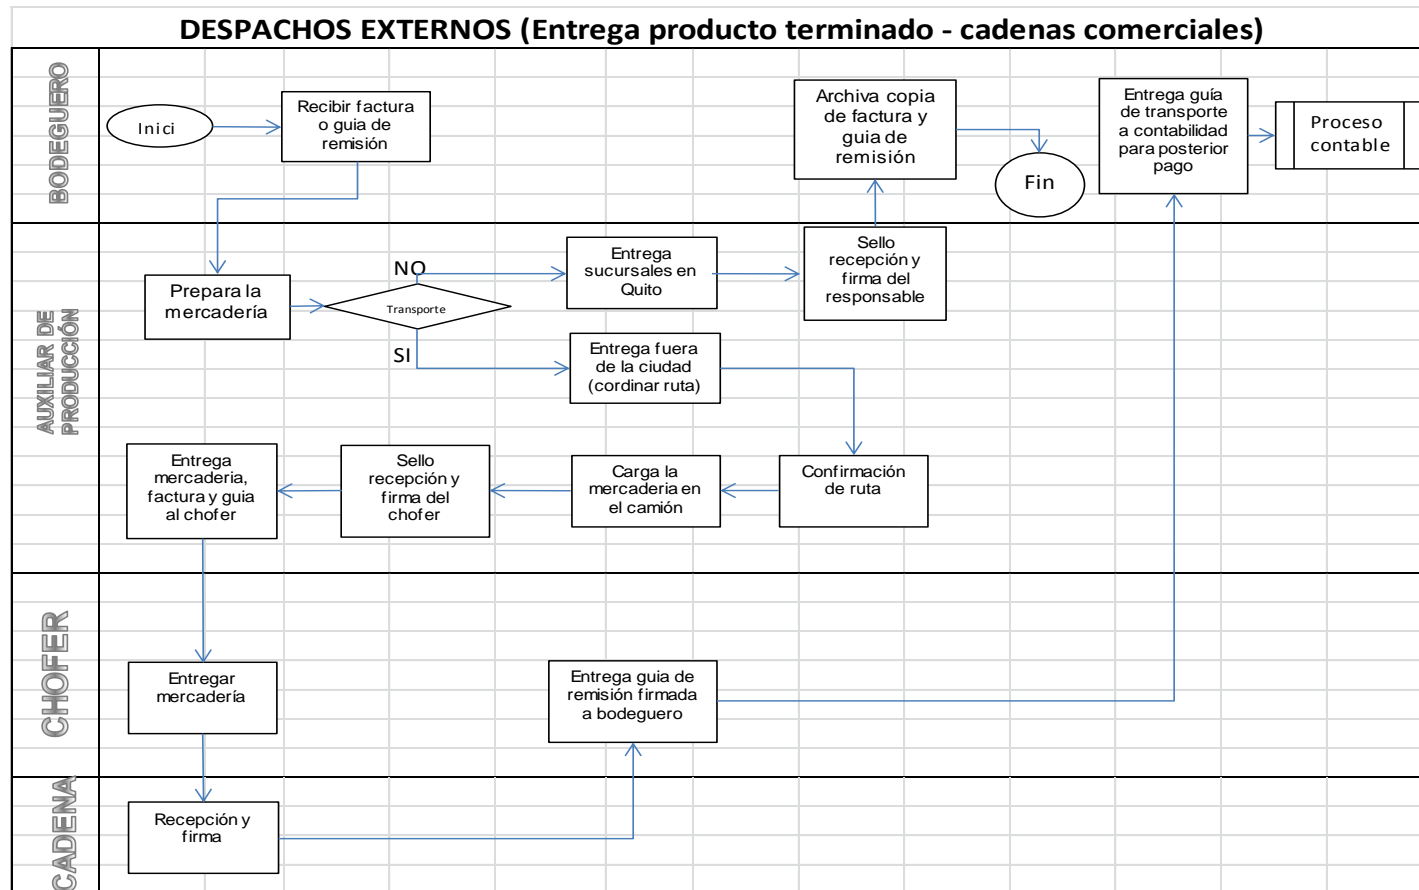 DESPACHOS EXTERNOS (Entrega producto terminado - cadenas comerciales)
BODEGUERO
Inici
Recibir factura
o guia de
remisión
Archiva copia
de factura y
guia de
remisión
Fin
Entrega guía
de transporte
a contabilidad
para posterior
pago
Proceso
contable
AUXILIAR DE
PRODUCCIÓN
Prepara la
mercadería
Transporte
NO
SI
Entrega
sucursales en
Quito
Sello
recepción y
firma del
responsable
Entrega fuera
de la ciudad
(cordinar ruta)
Confirmación
de ruta
Carga la
mercaderia en
el camión
Sello
recepción y
firma del
chofer
Entrega
mercaderia,
factura y guia
al chofer
CHOFER
Entregar
mercadería
Entrega guia de
remisión firmada
a bodeguero
CADENA
Recepción y
firma